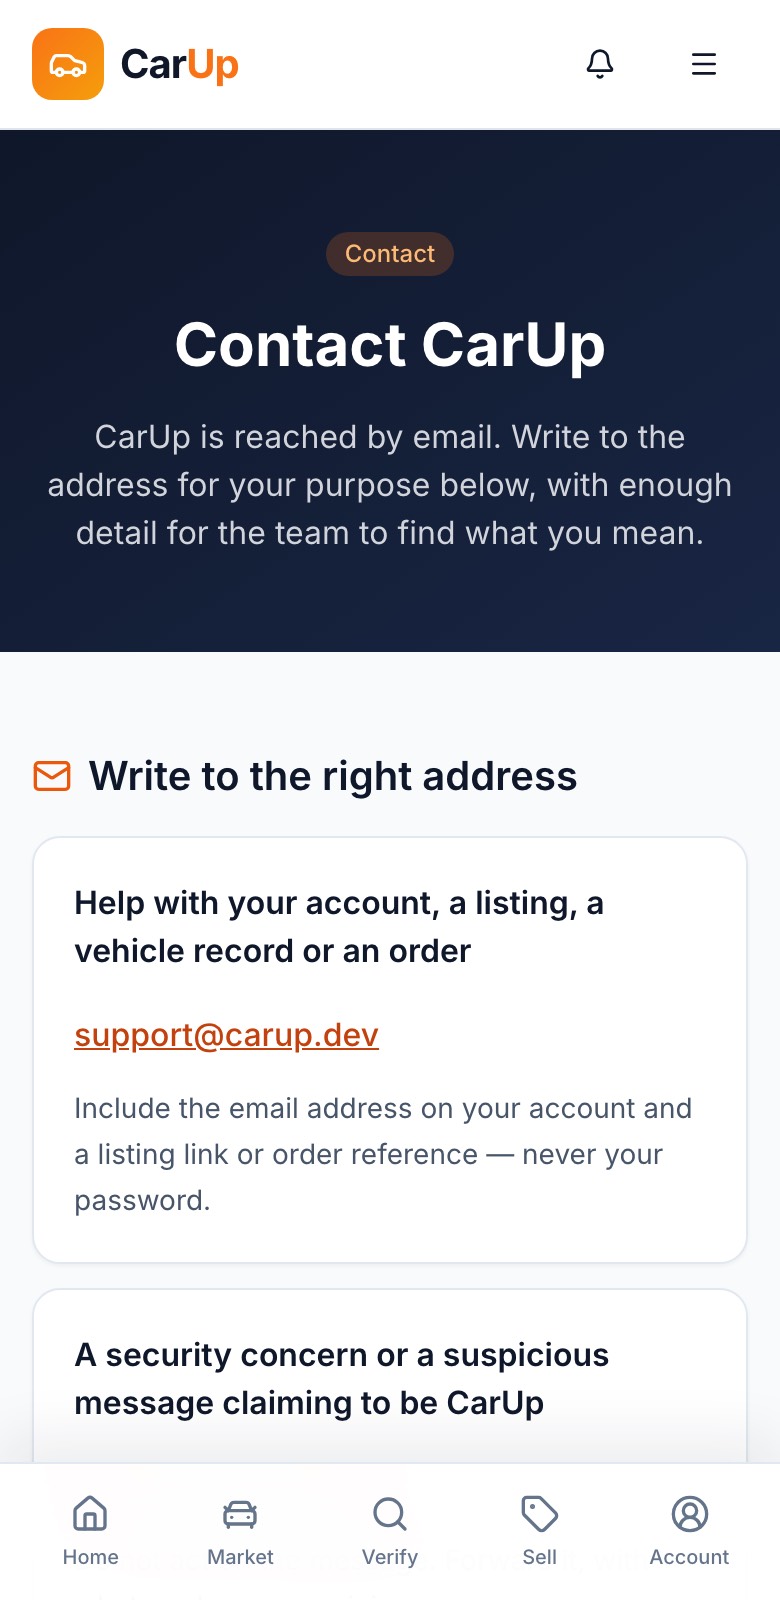 CarUp
Contact
Contact CarUp
CarUp is reached by email. Write to the
address for your purpose below, with enough
detail for the team to find what you mean.
Write to the right address
Help with your account, a listing, a
vehicle record or an order
support@carup.dev
Include the email address on your account and
a listing link or order reference — never your
password.
A security concern or a suspicious
message claiming to be CarUp
Home
Market
Verify
Sell
Account